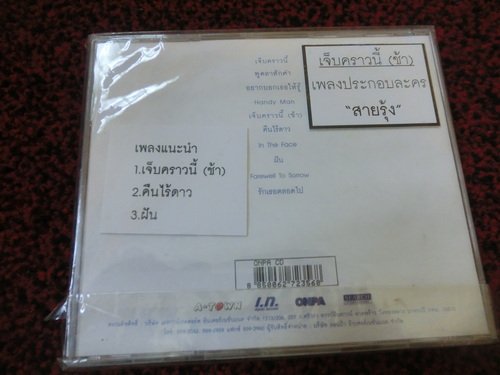 เจ็บคราวนี้
พูดลาสักคำ
อยากบอกเธอให้รู้
Handy Man
เจ็บคราวนี้ (ช้า)
คืนไร้ดาว
In The Face
ฝัน
Farewell To Sorrow
รักเธอตลอดไป
เจ็บคราวนี้ (ช้า)
เพลงประกอบละคร
"สายรุ้ง"
เพลงแนะนำ
1.เจ็บคราวนี้ (ช้า)
2.คืนไร้ดาว
3.ฝัน
ONPA CD
8 850062 723560
A-TOWN
ONPA